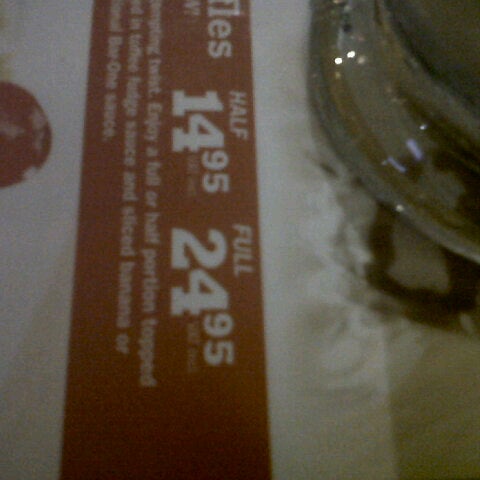 HALF FULL
14 95 24 95
twist. Enjoy a full or half portion topped
in toffee fudge sauce and sliced banana or
Bar-One sauce.